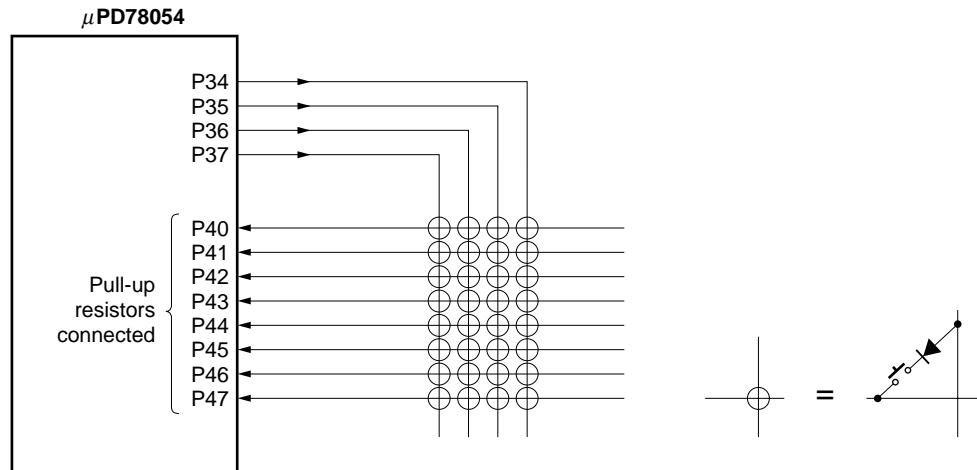 μPD78054
P34
P35
P36
P37
P40
P41
P42
P43
P44
P45
P46
P47
Pull-up
resistors
connected
=